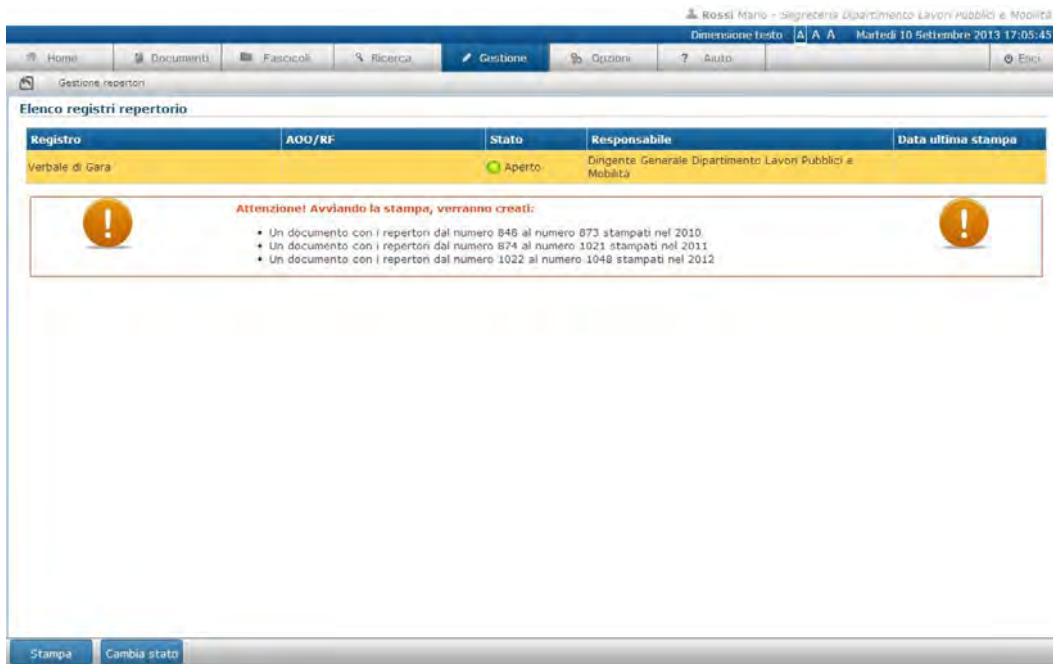 Rossi Mario - Segreteria Dipartimento Lavori Pubblici e Mobilità
Dimensione testo A A A Martedì 10 Settembre 2013 17:05:45
Home Documenti Fascicoli Ricerca Gestione Opzioni ? Aiuto Esci
Gestione repertori
Elenco registri repertorio
Registro AOO/RF Stato Responsabile Data ultima stampa
Verbale di Gara Aperto Dirigente Generale Dipartimento Lavori Pubblici e
Mobilità
Attenzione! Avviando la stampa, verranno creati:
• Un documento con i repertori dal numero 846 al numero 873 stampati nel 2010
• Un documento con i repertori dal numero 874 al numero 1021 stampati nel 2011
• Un documento con i repertori dal numero 1022 al numero 1048 stampati nel 2012
Stampa Cambia stato